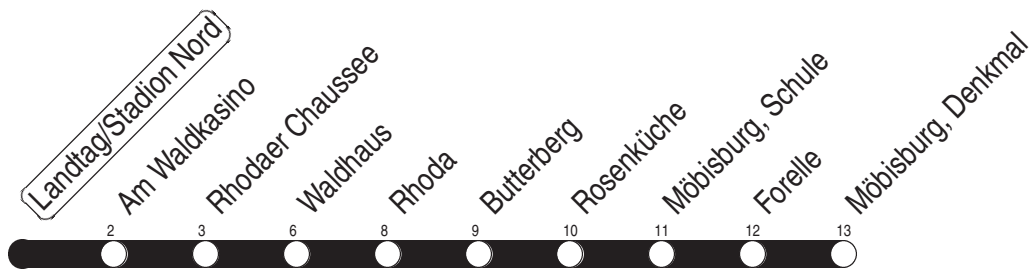 Landtag/Stadion Nord
Am Waldkasino
Rhodaer Chaussee
Waldhaus
Rhoda
Butterberg
Rosenküche
Möbisburg, Schule
Forelle
Möbisburg, Denkmal
2 3 6 8 9 10 11 12 13